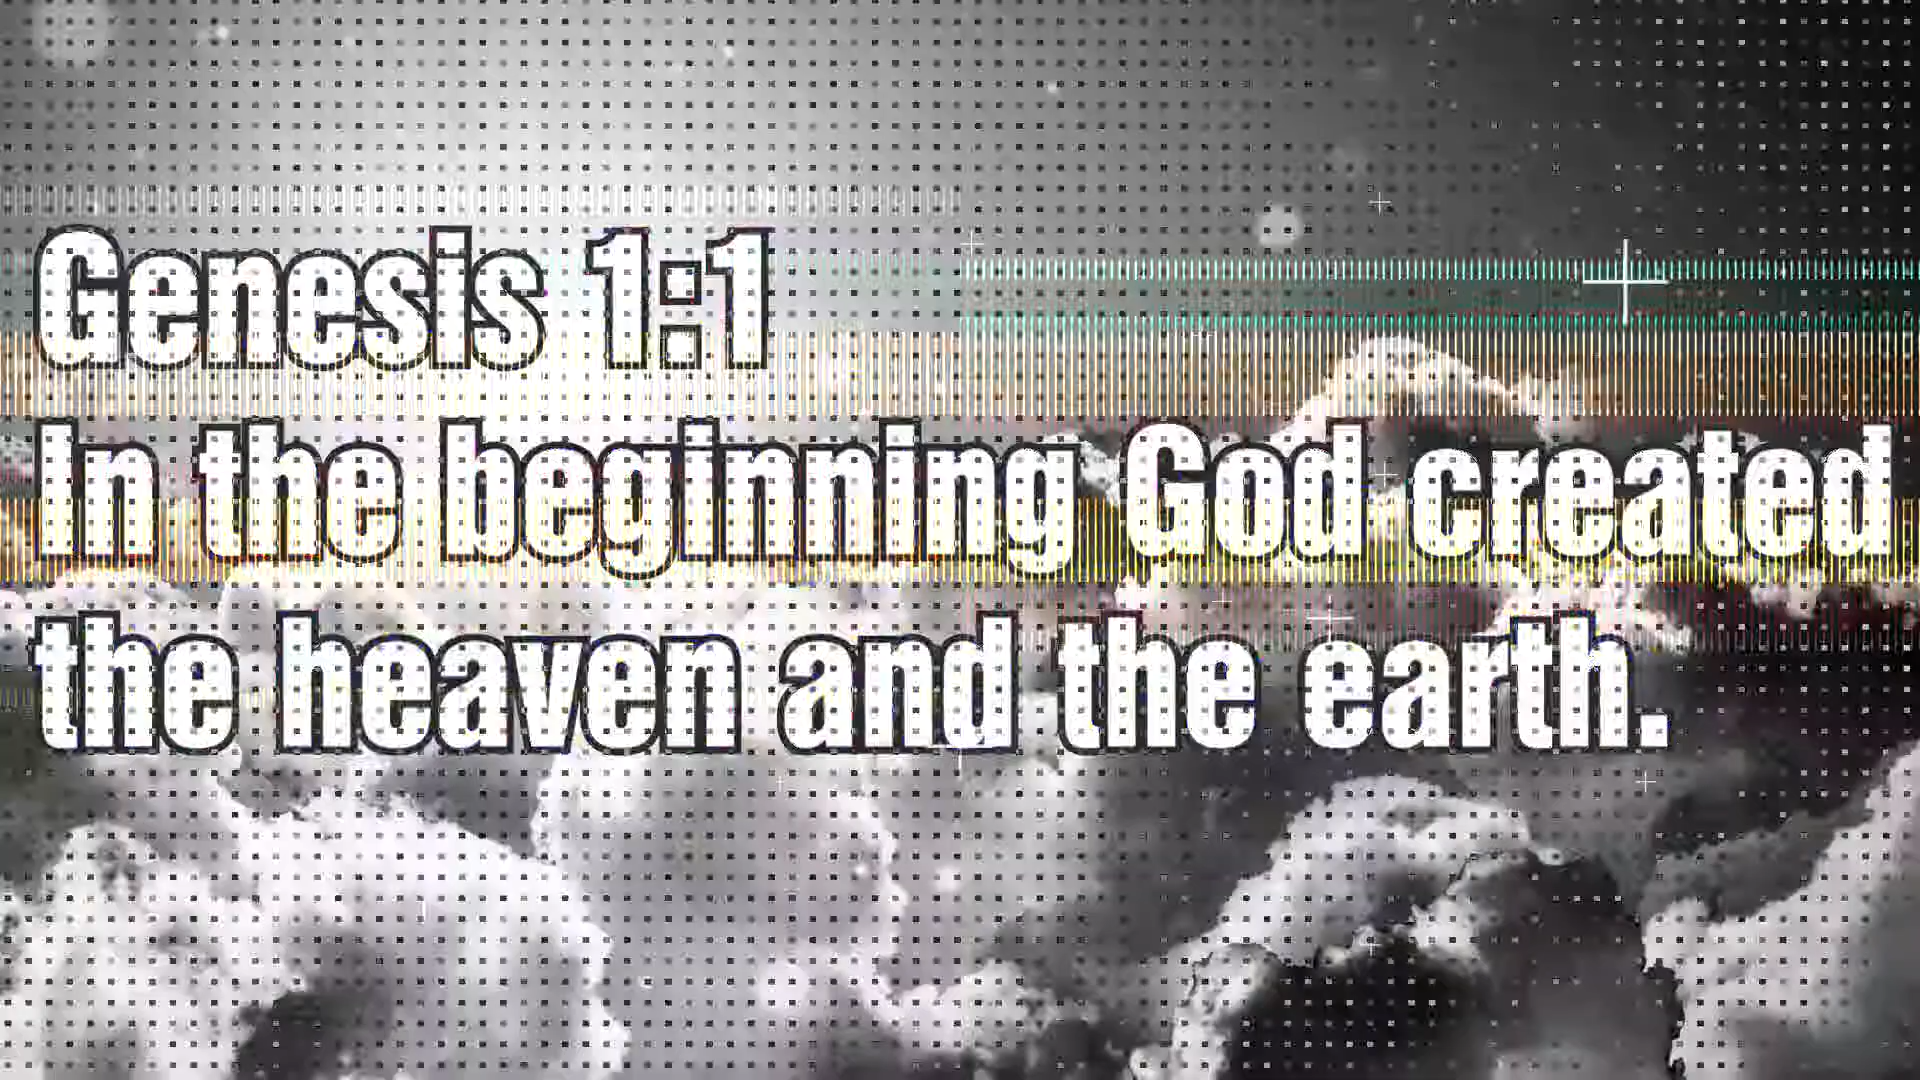 Genesis 1:1
In the beginning God created
the heaven and the earth.